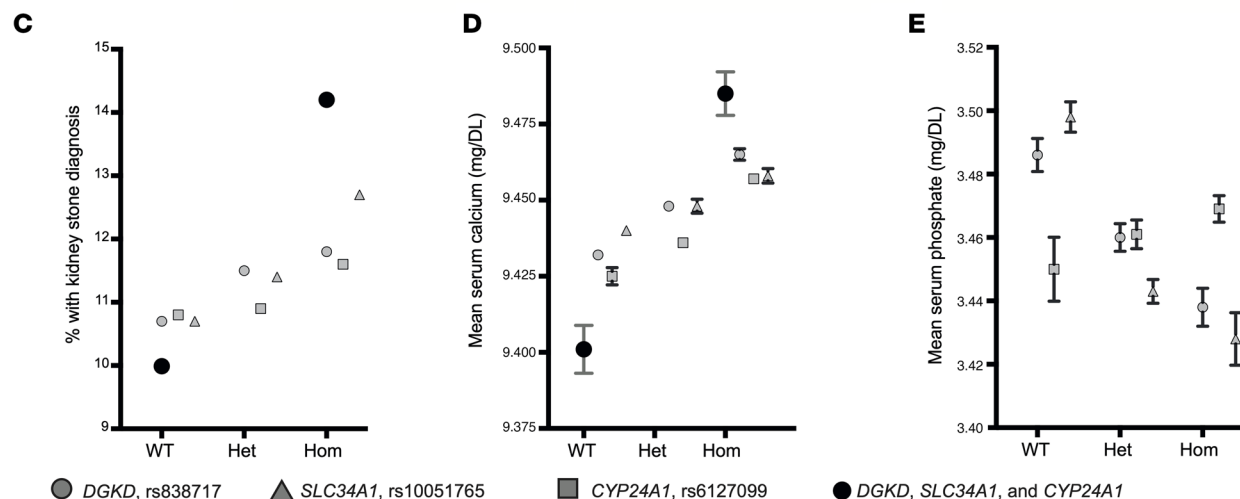 C
% with kidney stone diagnosis
15
14
13
12
11
10
9
WT Het Hom
D
Mean serum calcium (mg/DL)
9.500
9.475
9.450
9.425
9.400
9.375
WT Het Hom
E
Mean serum phosphate (mg/DL)
3.52
3.50
3.48
3.46
3.44
3.42
3.40
WT Het Hom
DGKD, rs838717
SLC34A1, rs10051765
CYP24A1, rs6127099
DGKD, SLC34A1, and CYP24A1